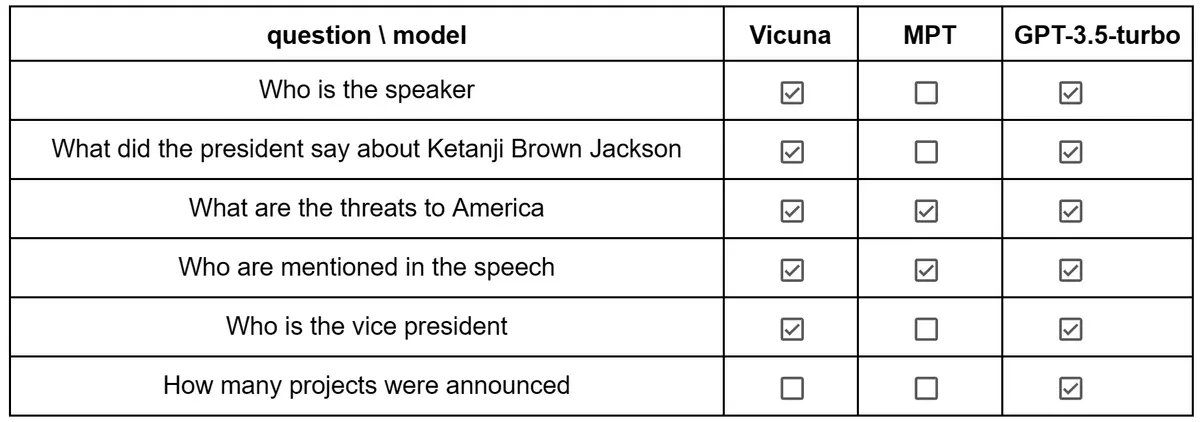 question \ model Vicuna MPT GPT-3.5-turbo
Who is the speaker ☑ ☐ ☑
What did the president say about Ketanji Brown Jackson ☑ ☐ ☑
What are the threats to America ☑ ☑ ☑
Who are mentioned in the speech ☑ ☑ ☑
Who is the vice president ☑ ☐ ☑
How many projects were announced ☐ ☐ ☑